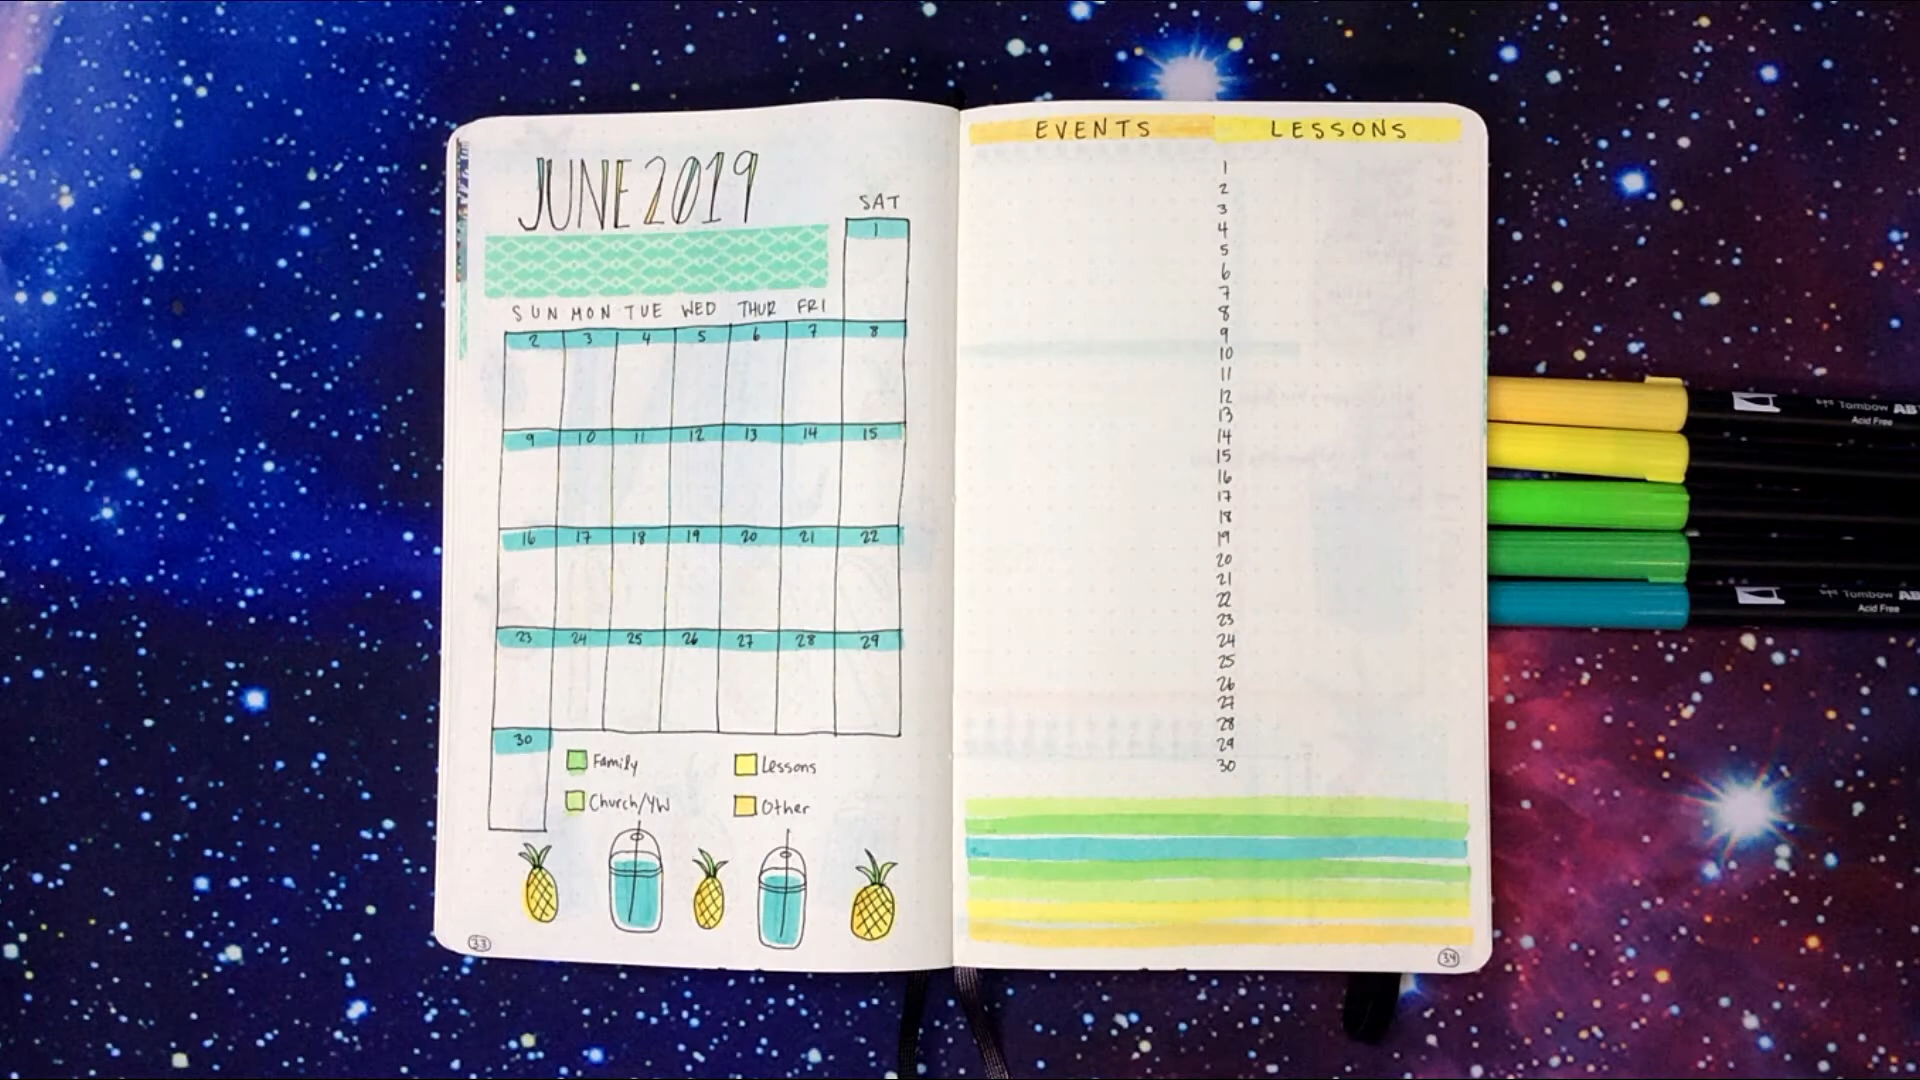 JUNE 2019
SAT
1
SUN MON TUE WED THUR FRI
2 3 4 5 6 7 8
9 10 11 12 13 14 15
16 17 18 19 20 21 22
23 24 25 26 27 28 29
30
Family
Lessons
Church/YW
Other
33
EVENTS LESSONS
1
2
3
4
5
6
7
8
9
10
11
12
13
14
15
16
17
18
19
20
21
22
23
24
25
26
27
28
29
30
34
Tombow AB
Acid Free
Tombow AB
Acid Free